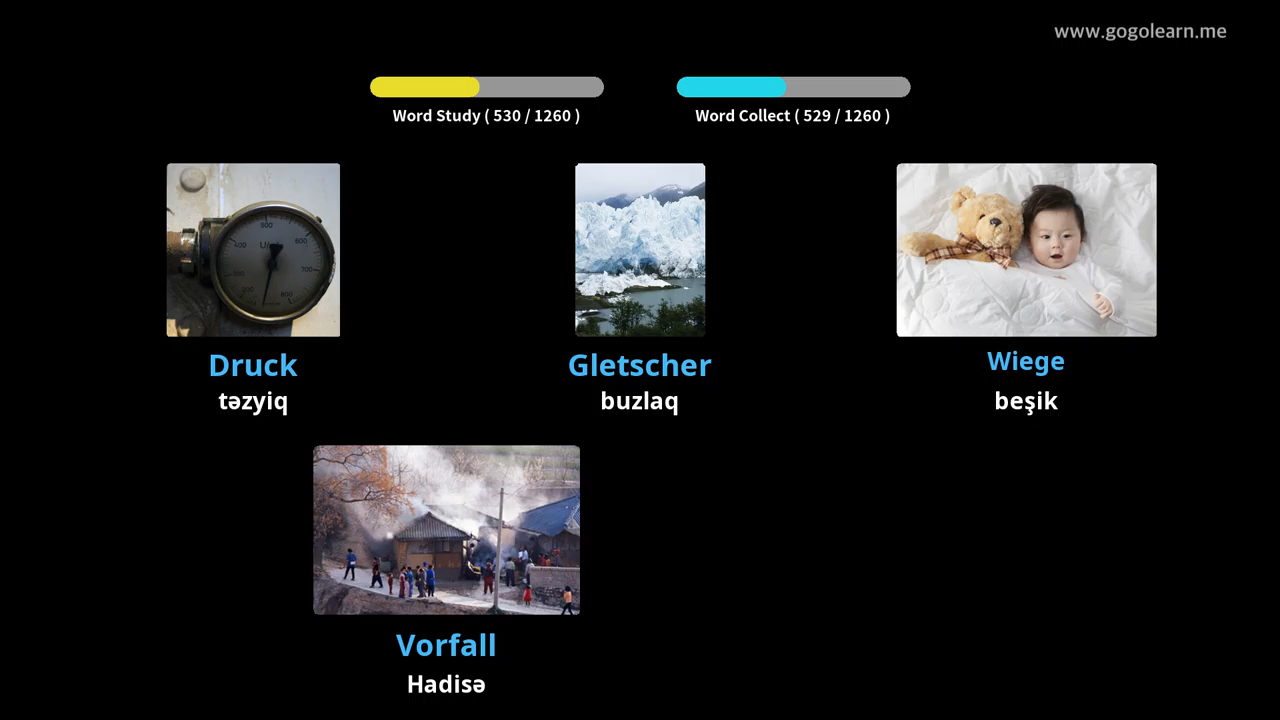 www.gogolearn.me
Word Study ( 530 / 1260 )
Word Collect ( 529 / 1260 )
Druck
təzyiq
Gletscher
buzlaq
Wiege
beşik
Vorfall
Hadisə